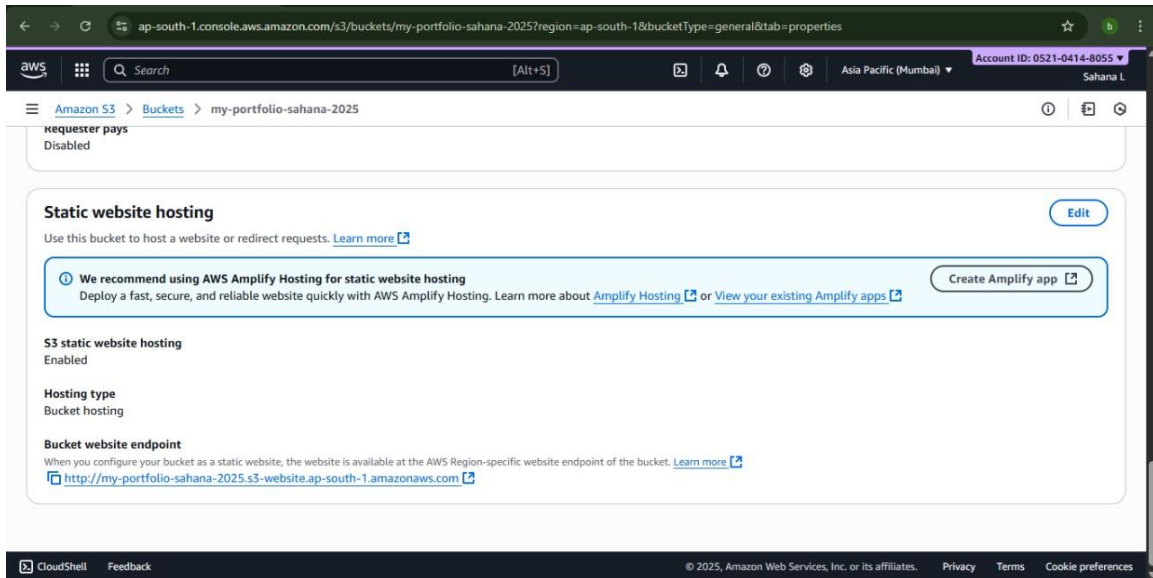 ap-south-1.console.aws.amazon.com/s3/buckets/my-portfolio-sahana-2025?region=ap-south-1&bucketType=general&tab=properties b
aws Search [Alt+S] Asia Pacific (Mumbai) ▼ Account ID: 0521-0414-8055 ▼
Sahana L
Amazon S3 > Buckets > my-portfolio-sahana-2025
Requester pays
Disabled
Static website hosting Edit
Use this bucket to host a website or redirect requests. Learn more
We recommend using AWS Amplify Hosting for static website hosting Create Amplify app
Deploy a fast, secure, and reliable website quickly with AWS Amplify Hosting. Learn more about Amplify Hosting or View your existing Amplify apps
S3 static website hosting
Enabled
Hosting type
Bucket hosting
Bucket website endpoint
When you configure your bucket as a static website, the website is available at the AWS Region-specific website endpoint of the bucket. Learn more
http://my-portfolio-sahana-2025.s3-website.ap-south-1.amazonaws.com
CloudShell Feedback © 2025, Amazon Web Services, Inc. or its affiliates. Privacy Terms Cookie preferences